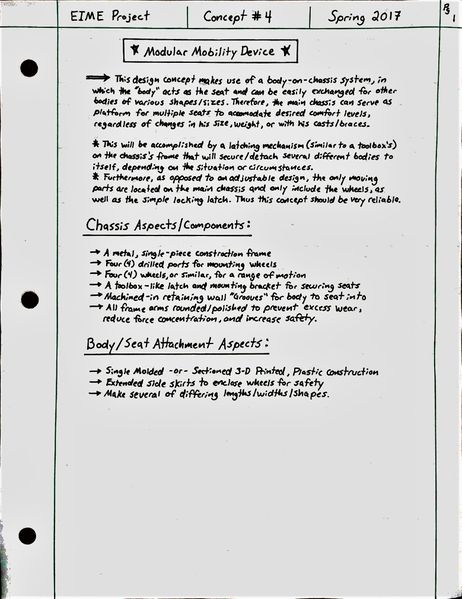 EIME Project | Concept #4 | Spring 2017
Pg 1
* Modular Mobility Device *
→ This design concept makes use of a body-on-chassis system, in
which the "body" acts as the seat and can be easily exchanged for other
bodies of various shapes/sizes. Therefore, the main chassis can serve as
platform for multiple seats to accomodate desired comfort levels,
regardless of changes in his size, weight, or with his casts/braces.
* This will be accomplished by a latching mechanism (similar to a toolbox's)
on the chassis's frame that will secure/detach several different bodies to
itself, depending on the situation or circumstances.
* Furthermore, as opposed to an adjustable design, the only moving
parts are located on the main chassis and only include the wheels, as
well as the simple locking latch. Thus this concept should be very reliable.
Chassis Aspects/Components:
→ A metal, single-piece construction frame
→ Four (4) drilled ports for mounting wheels
→ Four (4) wheels, or similar, for a range of motion
→ A toolbox-like latch and mounting bracket for securing seats
→ Machined-in retaining wall "grooves" for body to seat into
→ All frame arms rounded/polished to prevent excess wear,
reduce force concentration, and increase safety.
Body/Seat Attachment Aspects:
→ Single Molded -or- Sectioned 3-D Printed, Plastic construction
→ Extended side skirts to enclose wheels for safety
→ Make several of differing lengths/widths/shapes.